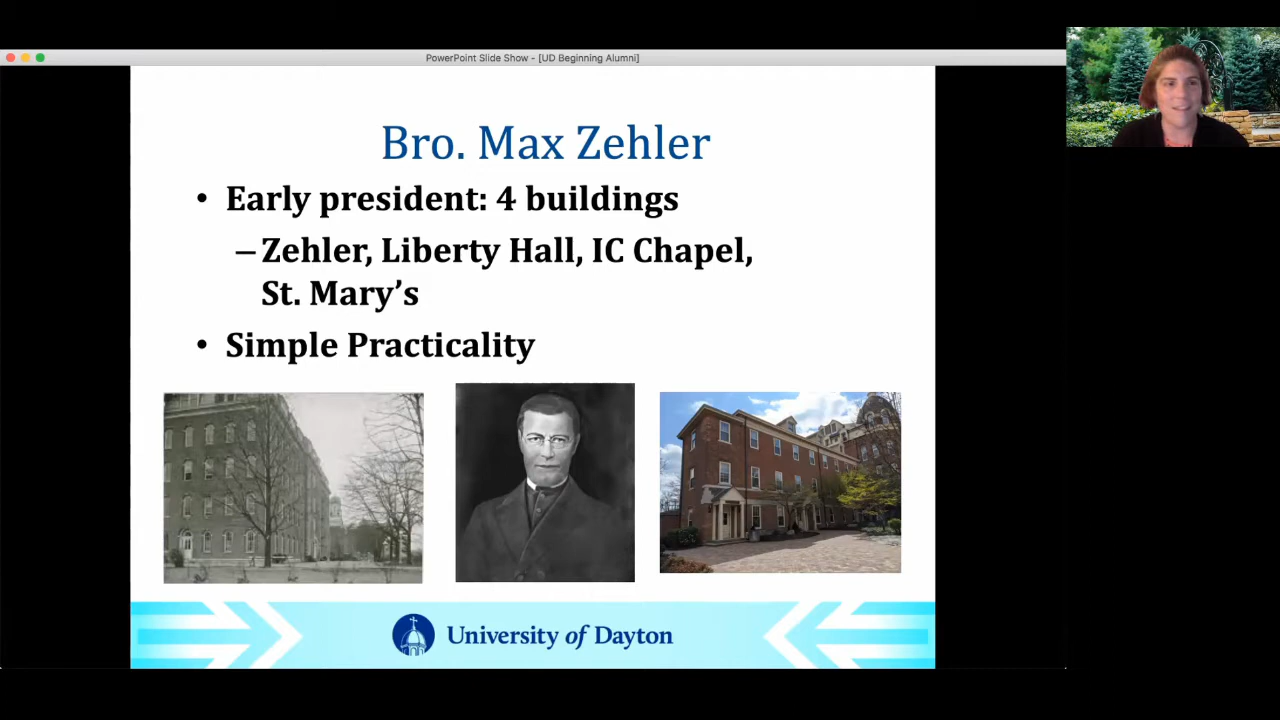 PowerPoint Slide Show - [UD Beginning Alumni]
Bro. Max Zehler
• Early president: 4 buildings
–Zehler, Liberty Hall, IC Chapel,
St. Mary’s
• Simple Practicality
University of Dayton